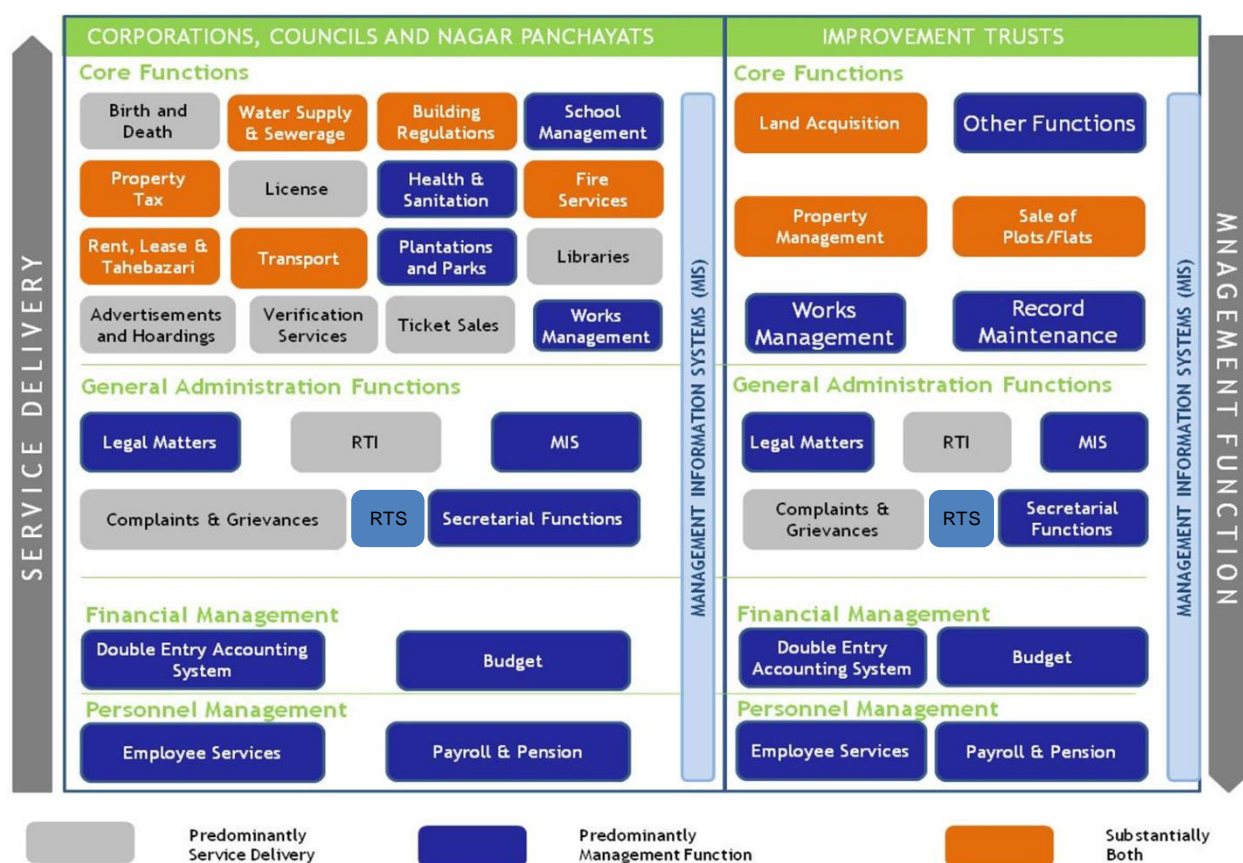 CORPORATIONS, COUNCILS AND NAGAR PANCHAYATS
Core Functions
Birth and
Death
Water Supply
& Sewerage
Building
Regulations
School
Management
Property
Tax
License
Health &
Sanitation
Fire
Services
Rent, Lease &
Tahebazari
Transport
Plantations
and Parks
Libraries
Advertisements
and Hoardings
Verification
Services
Ticket Sales
Works
Management
General Administration Functions
Legal Matters
RTI
MIS
Complaints & Grievances
RTS
Secretarial Functions
Financial Management
Double Entry Accounting
System
Budget
Personnel Management
Employee Services
Payroll & Pension
MANAGEMENT INFORMATION SYSTEMS (MIS)
SERVICE DELIVERY
IMPROVEMENT TRUSTS
Core Functions
Land Acquisition
Other Functions
Property
Management
Sale of
Plots/Flats
Works
Management
Record
Maintenance
General Administration Functions
Legal Matters
RTI
MIS
Complaints &
Grievances
RTS
Secretarial
Functions
Financial Management
Double Entry
Accounting System
Budget
Personnel Management
Employee Services
Payroll & Pension
MANAGEMENT INFORMATION SYSTEMS (MIS)
MNAGEMENT FUNCTION
Predominantly
Service Delivery
Predominantly
Management Function
Substantially
Both